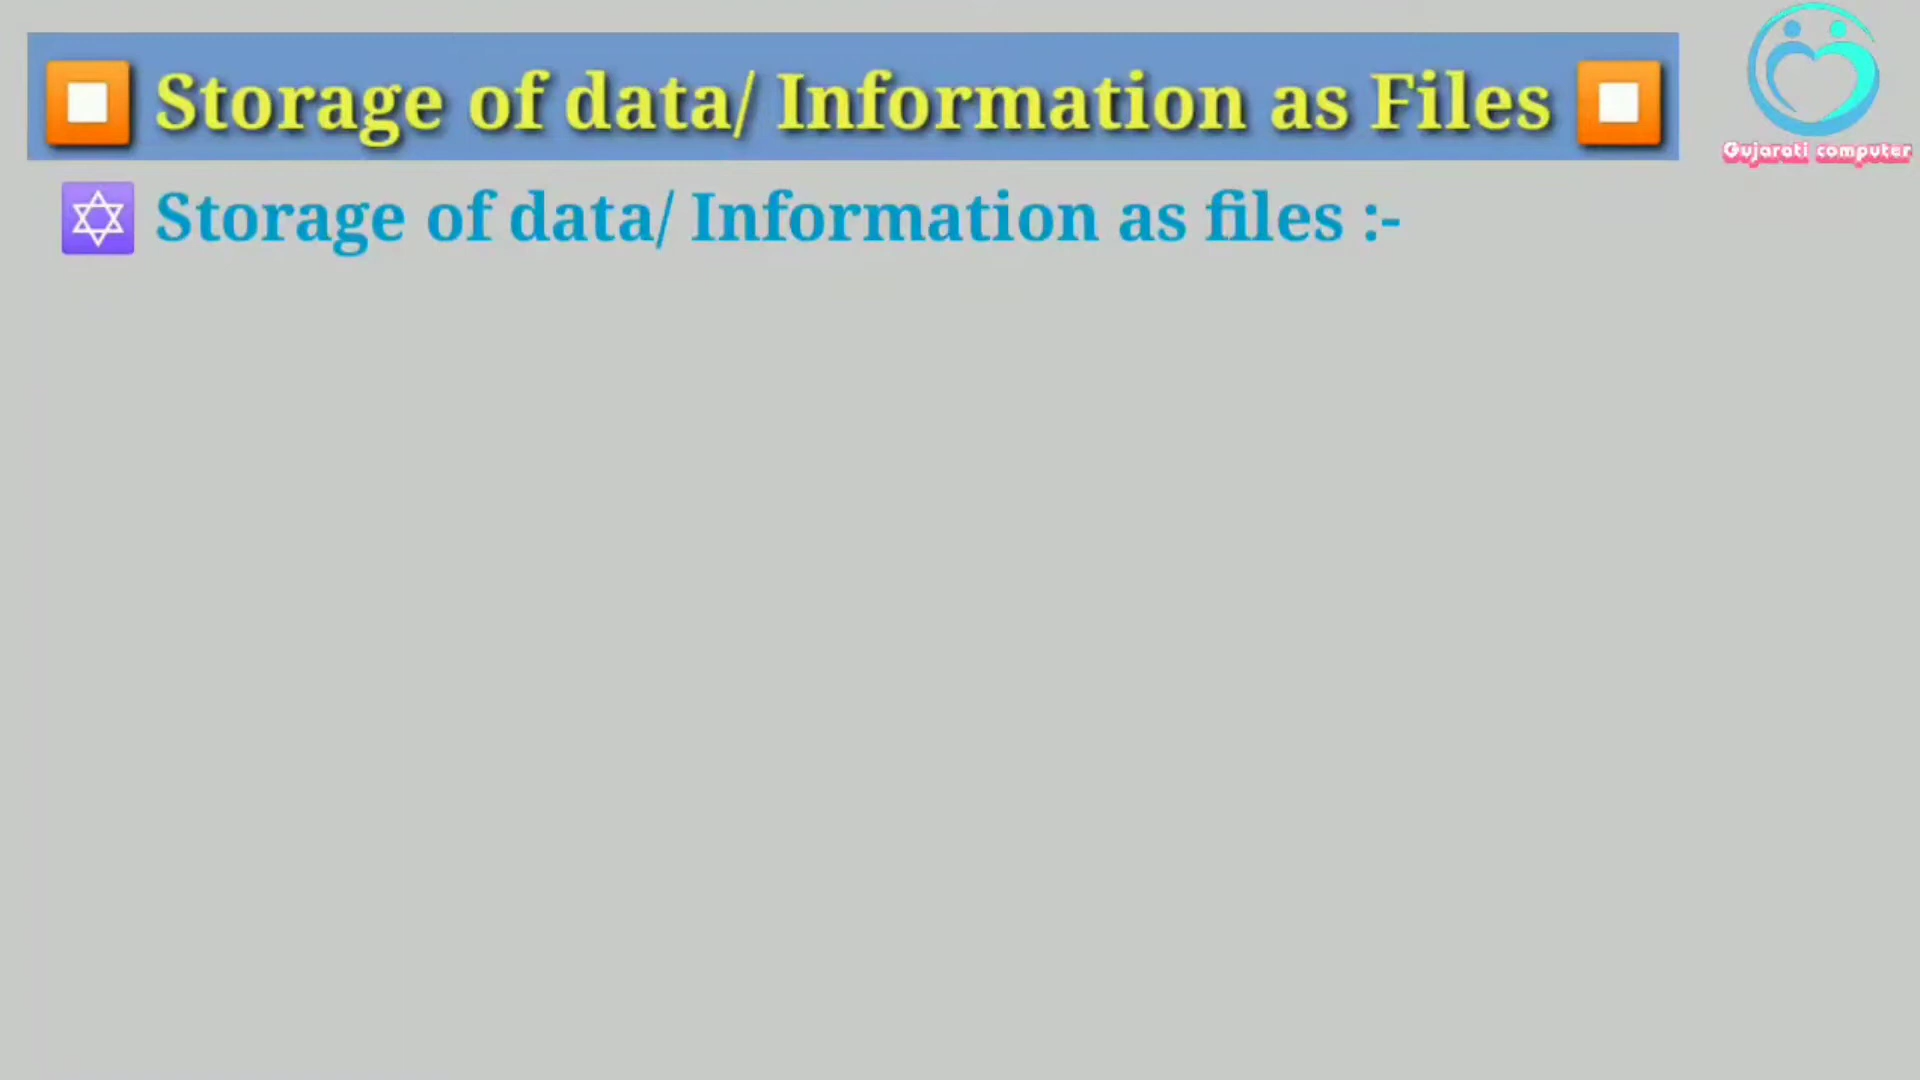 Storage of data/ Information as Files
Gujarati computer
Storage of data/ Information as files :-